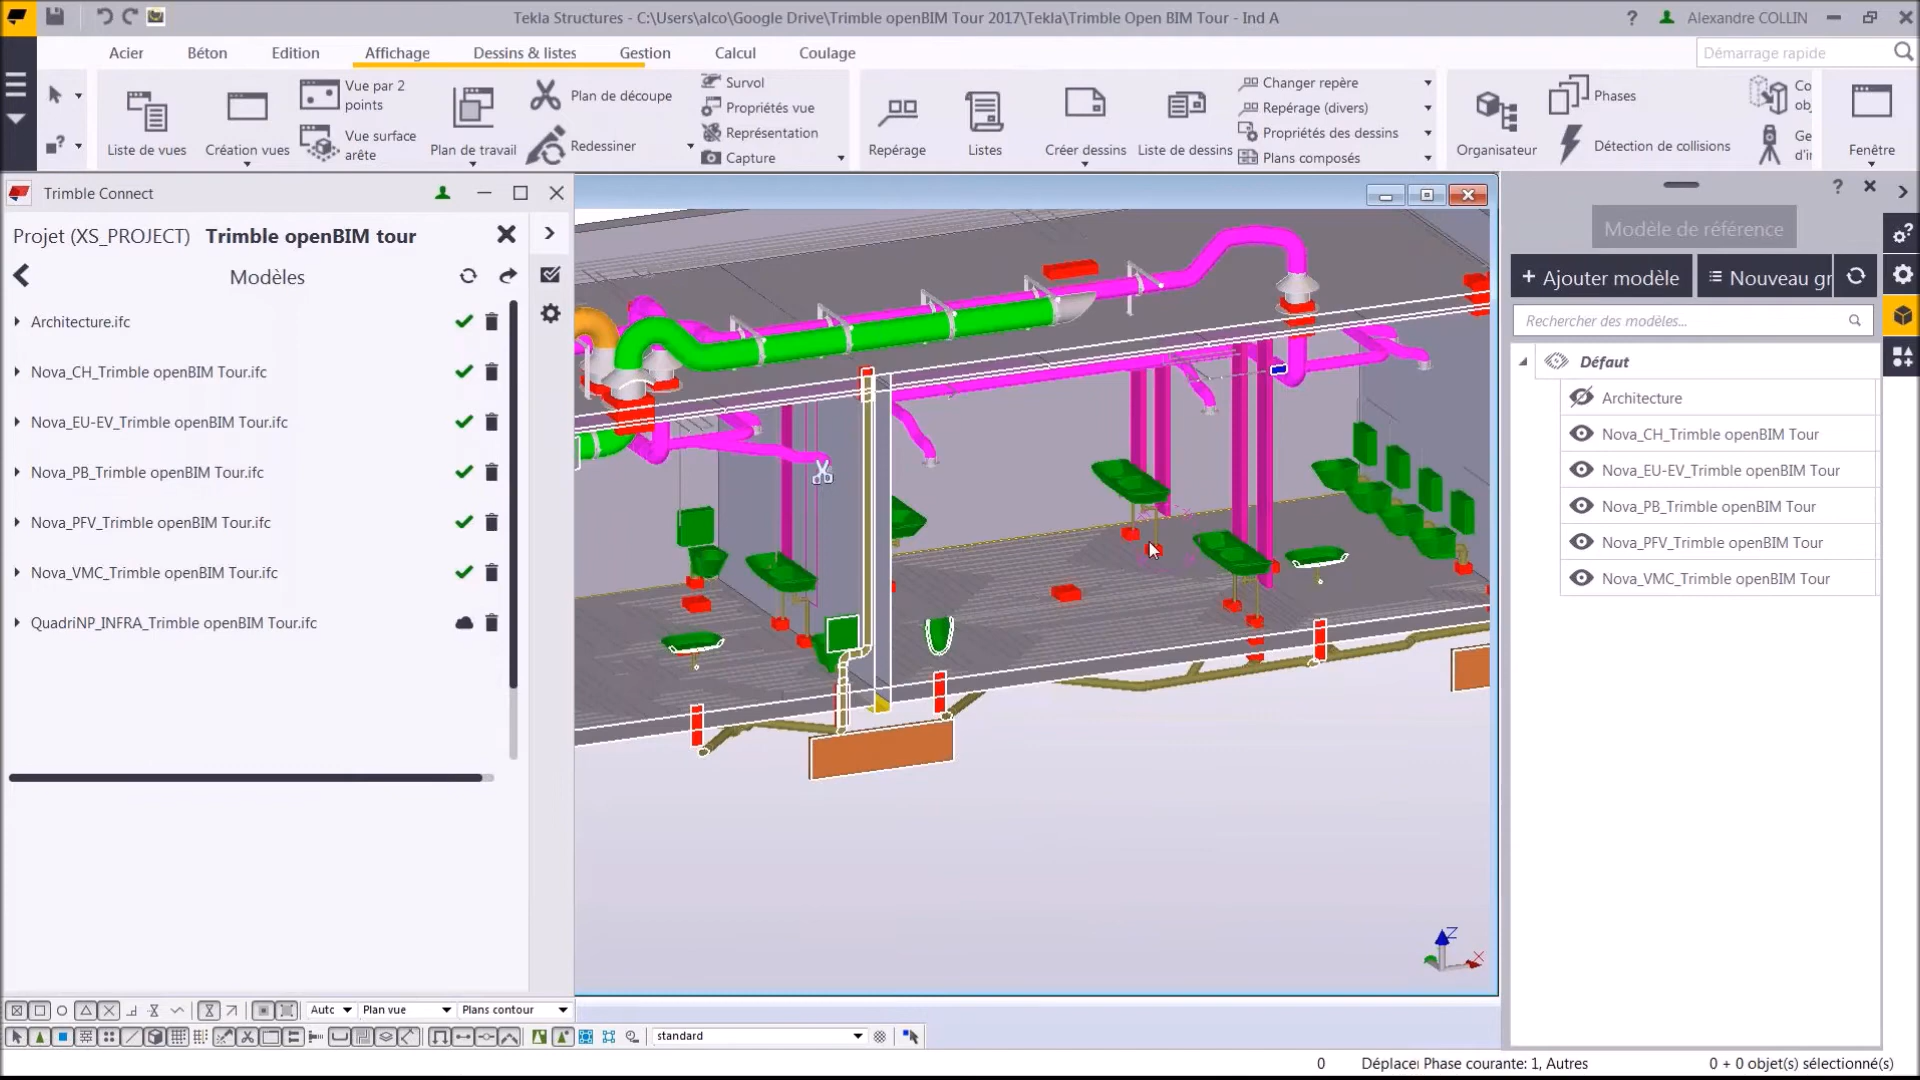 Tekla Structures - C:\Users\alco\Google Drive\Trimble openBIM Tour 2017\Tekla\Trimble Open BIM Tour - Ind A
? Alexandre COLLIN
Acier Béton Edition Affichage Dessins & listes Gestion Calcul Coulage
Démarrage rapide
Liste de vues
Création vues
Vue par 2
points
Vue surface
arête
Plan de travail
Plan de découpe
Redessiner
Survol
Propriétés vue
Représentation
Capture
Repérage
Listes
Créer dessins
Liste de dessins
Changer repère
Repérage (divers)
Propriétés des dessins
Plans composés
Organisateur
Phases
Détection de collisions
Co
obj
Ge
d'i
Fenêtre
Trimble Connect
Projet (XS_PROJECT) Trimble openBIM tour
Modèles
Architecture.ifc
Nova_CH_Trimble openBIM Tour.ifc
Nova_EU-EV_Trimble openBIM Tour.ifc
Nova_PB_Trimble openBIM Tour.ifc
Nova_PFV_Trimble openBIM Tour.ifc
Nova_VMC_Trimble openBIM Tour.ifc
QuadriNP_INFRA_Trimble openBIM Tour.ifc
Z
X
?
Modèle de référence
+ Ajouter modèle Nouveau gr
Rechercher des modèles...
Défaut
Architecture
Nova_CH_Trimble openBIM Tour
Nova_EU-EV_Trimble openBIM Tour
Nova_PB_Trimble openBIM Tour
Nova_PFV_Trimble openBIM Tour
Nova_VMC_Trimble openBIM Tour
Autc Plan vue Plans contour
standard
0 Déplace Phase courante: 1, Autres 0 + 0 objet(s) sélectionné(s)